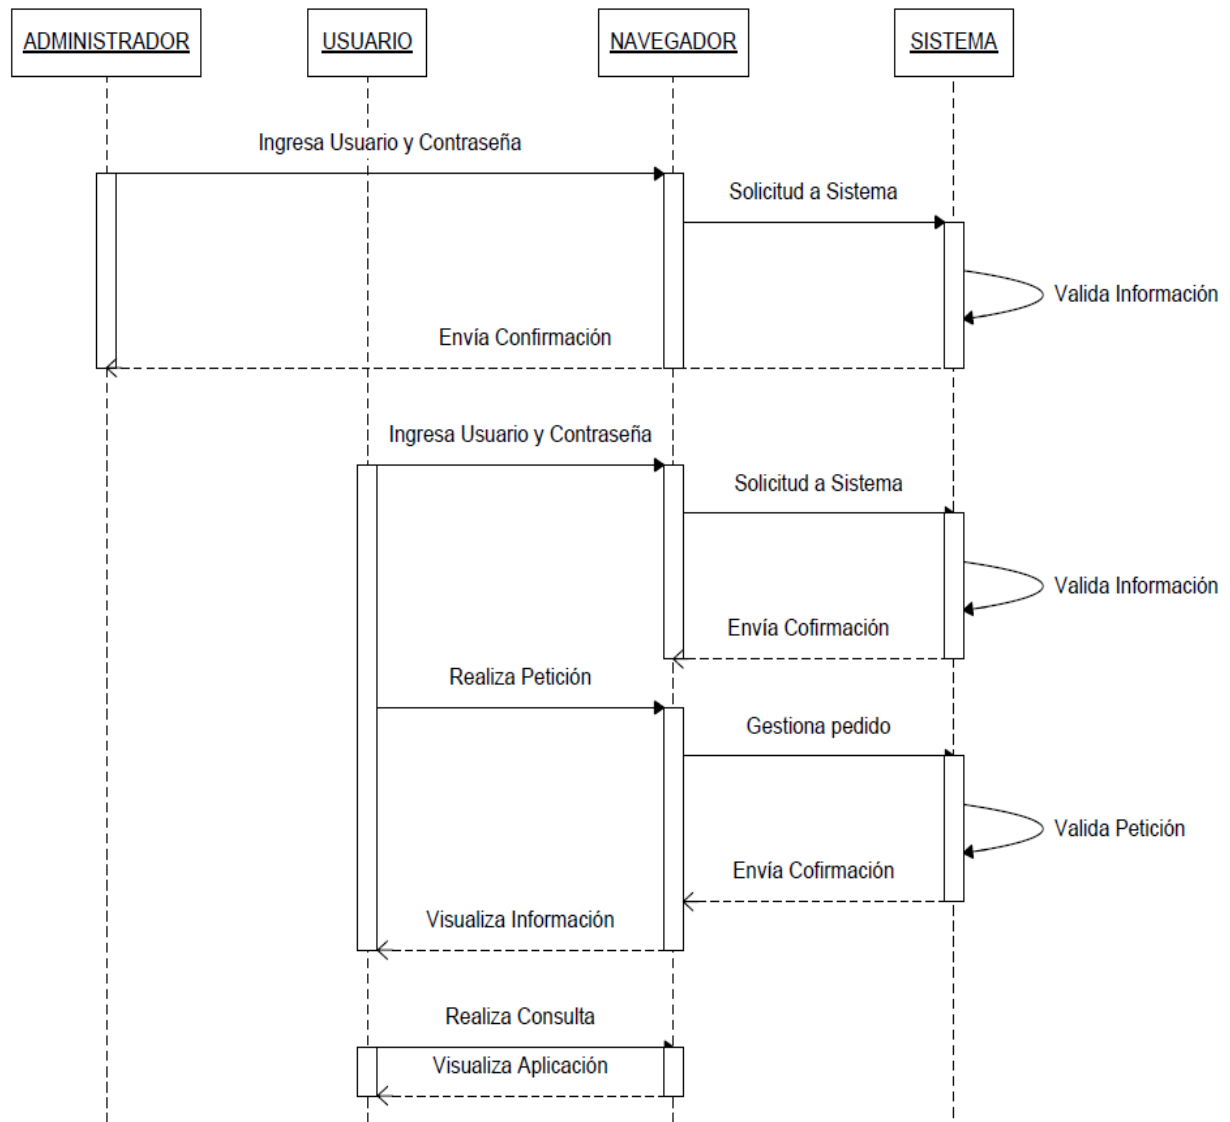 ADMINISTRADOR
USUARIO
NAVEGADOR
SISTEMA
Ingresa Usuario y Contraseña
Solicitud a Sistema
Valida Información
Envía Confirmación
Ingresa Usuario y Contraseña
Solicitud a Sistema
Valida Información
Envía Cofirmación
Realiza Petición
Gestiona pedido
Valida Petición
Envía Cofirmación
Visualiza Información
Realiza Consulta
Visualiza Aplicación